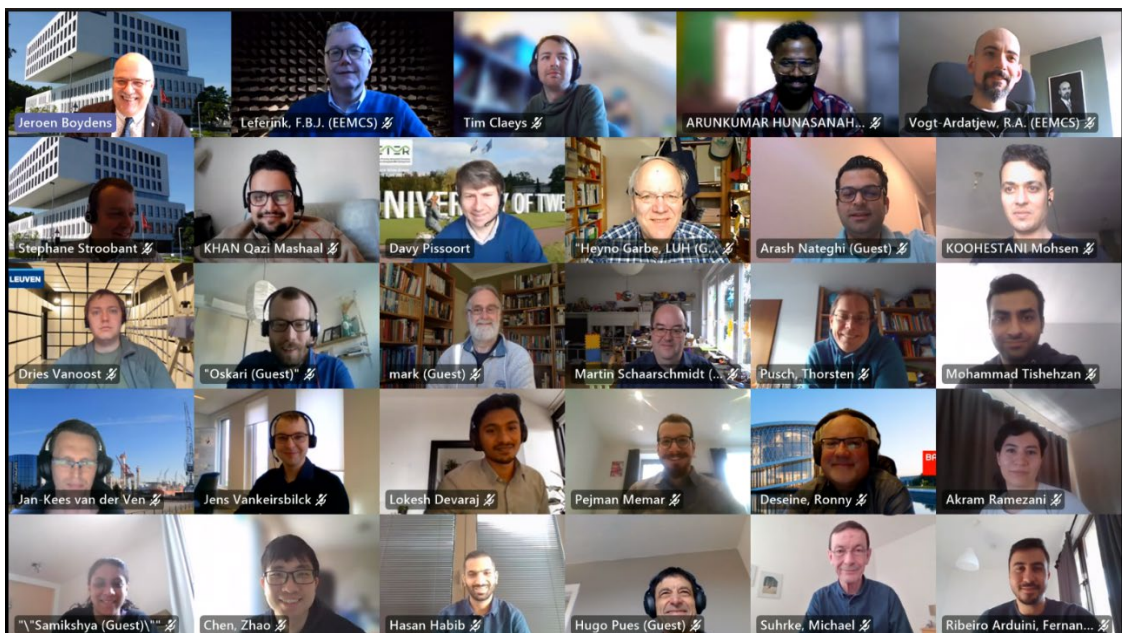 Jeroen Boydens
Leferink, F.B.J. (EEMCS)
Tim Claeys
ARUNKUMAR HUNASANAH...
Vogt-Ardatjew, R.A. (EEMCS)
Stephane Stroobant
KHAN Qazi Mashaal
NIVER Y OF TWE
Davy Pissoort
"Heyno Garbe, LUH (G...
Arash Nateghi (Guest)
KOOHESTANI Mohsen
LEUVEN
Dries Vanoost
"Oskari (Guest)"
mark (Guest)
Martin Schaarschmidt (...
Pusch, Thorsten
Mohammad Tishehzan
Jan-Kees van der Ven
Jens Vankeirsbilck
Lokesh Devaraj
Pejman Memar
Deseine, Ronny
Akram Ramezani
"\"Samikshya (Guest)\""
Chen, Zhao
Hasan Habib
Hugo Pues (Guest)
Suhrke, Michael
Ribeiro Arduini, Fernan...